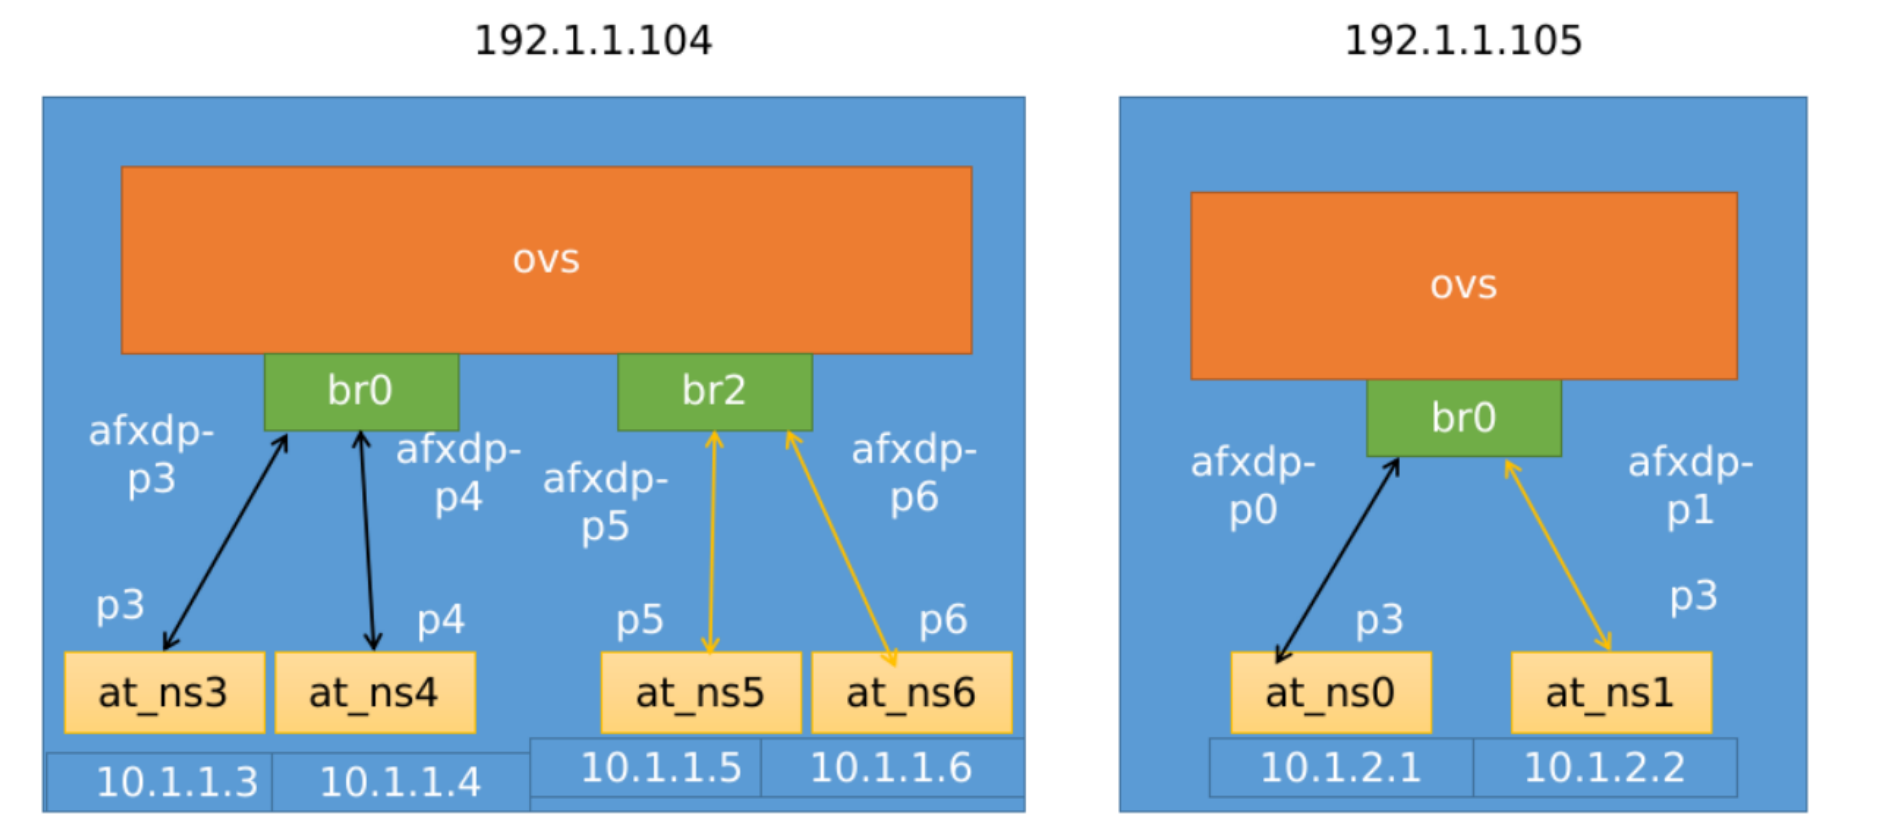 192.1.1.104
192.1.1.105
ovs
ovs
br0
br2
br0
afxdp-
p3
afxdp-
p4
afxdp-
p5
afxdp-
p6
afxdp-
p0
afxdp-
p1
p3
p4
p5
p6
p3
p3
at_ns3
at_ns4
at_ns5
at_ns6
at_ns0
at_ns1
10.1.1.3
10.1.1.4
10.1.1.5
10.1.1.6
10.1.2.1
10.1.2.2